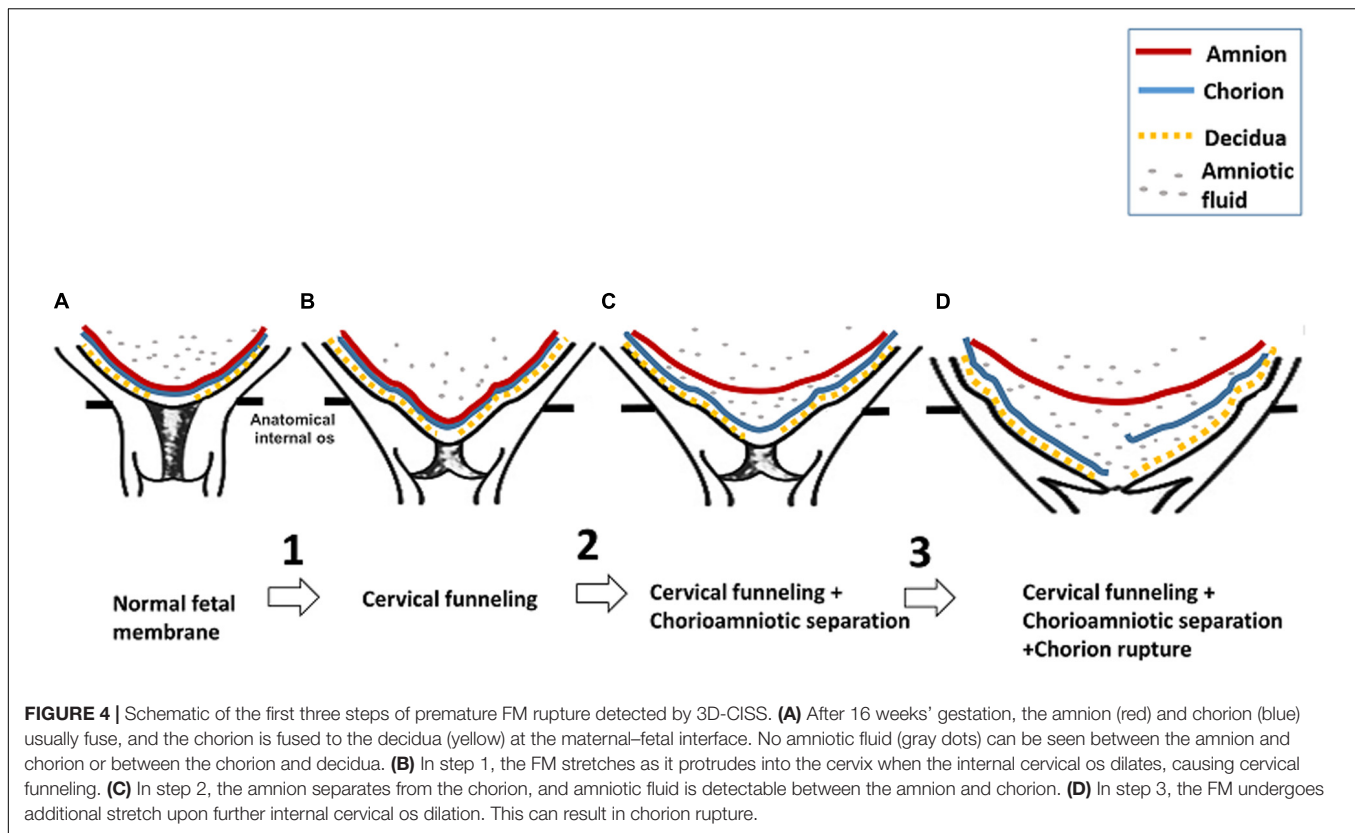 Amnion
Chorion
Decidua
Amniotic
fluid
A
B
C
D
Anatomical
internal os
1
2
3
Normal fetal
membrane
Cervical funneling
Cervical funneling +
Chorioamniotic separation
Cervical funneling +
Chorioamniotic separation
+Chorion rupture
FIGURE 4 | Schematic of the first three steps of premature FM rupture detected by 3D-CISS. (A) After 16 weeks' gestation, the amnion (red) and chorion (blue)
usually fuse, and the chorion is fused to the decidua (yellow) at the maternal–fetal interface. No amniotic fluid (gray dots) can be seen between the amnion and
chorion or between the chorion and decidua. (B) In step 1, the FM stretches as it protrudes into the cervix when the internal cervical os dilates, causing cervical
funneling. (C) In step 2, the amnion separates from the chorion, and amniotic fluid is detectable between the amnion and chorion. (D) In step 3, the FM undergoes
additional stretch upon further internal cervical os dilation. This can result in chorion rupture.